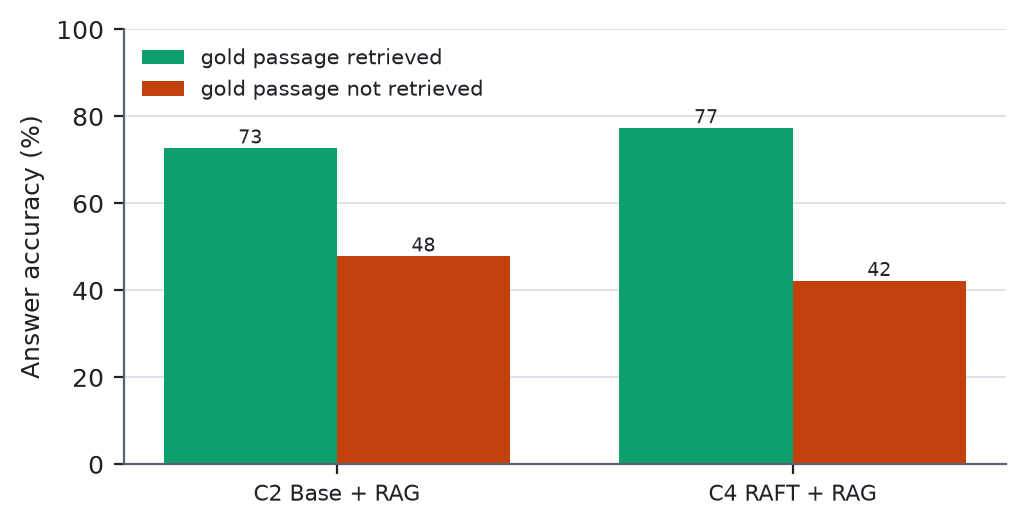 100
80
60
40
20
0
Answer accuracy (%)
gold passage retrieved
gold passage not retrieved
73
48
77
42
C2 Base + RAG
C4 RAFT + RAG